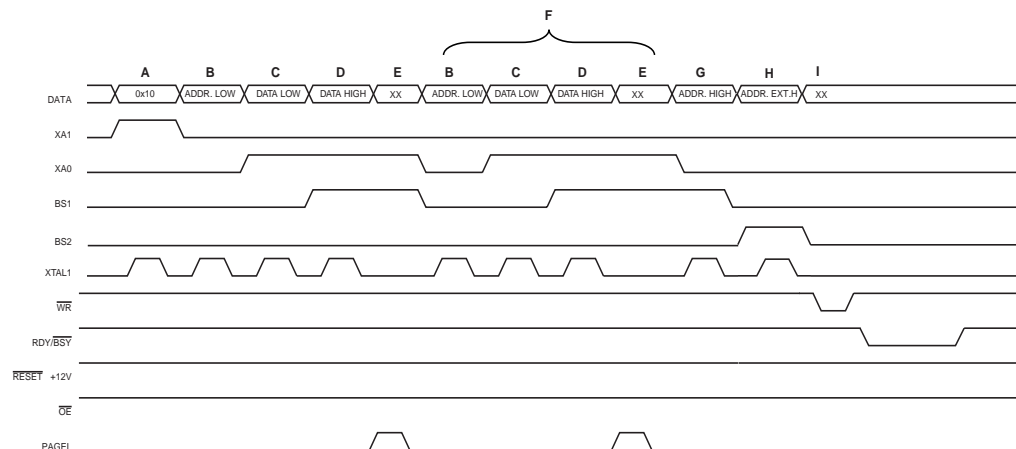 F
A B C D E B C D E G H I
DATA 0x10 ADDR. LOW DATA LOW DATA HIGH XX ADDR. LOW DATA LOW DATA HIGH XX ADDR. HIGH ADDR. EXT.H XX
XA1
XA0
BS1
BS2
XTAL1
WR
RDY/BSY
RESET +12V
OE
PAGEL